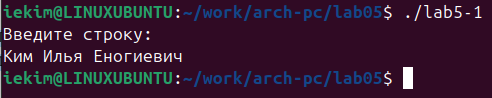 iekim@LINUXUBUNTU:~/work/arch-pc/lab05$ ./lab5-1
Введите строку:
Ким Илья Еногиевич
iekim@LINUXUBUNTU:~/work/arch-pc/lab05$